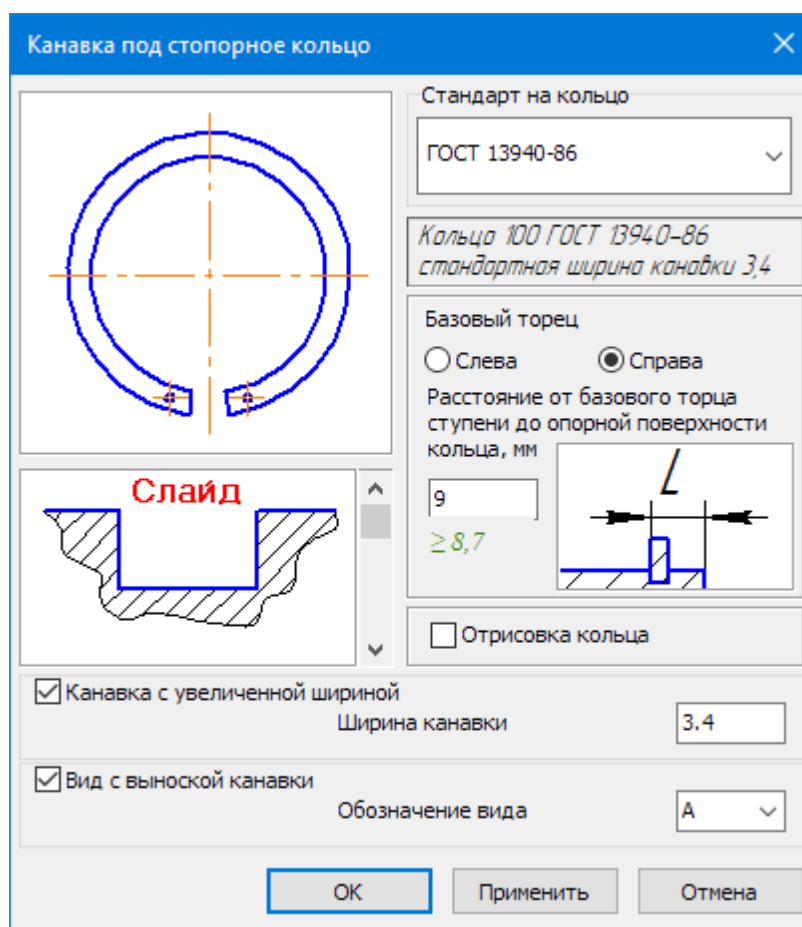 Канавка под стопорное кольцо
Стандарт на кольцо
ГОСТ 13940-86
Кольцо 100 ГОСТ 13940-86
стандартная ширина канавки 3,4
Базовый торец
Слева
Справа
Расстояние от базового торца
ступени до опорной поверхности
кольца, мм
9
≥ 8,7
L
Слайд
Отрисовка кольца
Канавка с увеличенной шириной
Ширина канавки
3.4
Вид с выноской канавки
Обозначение вида
А
ОК
Применить
Отмена